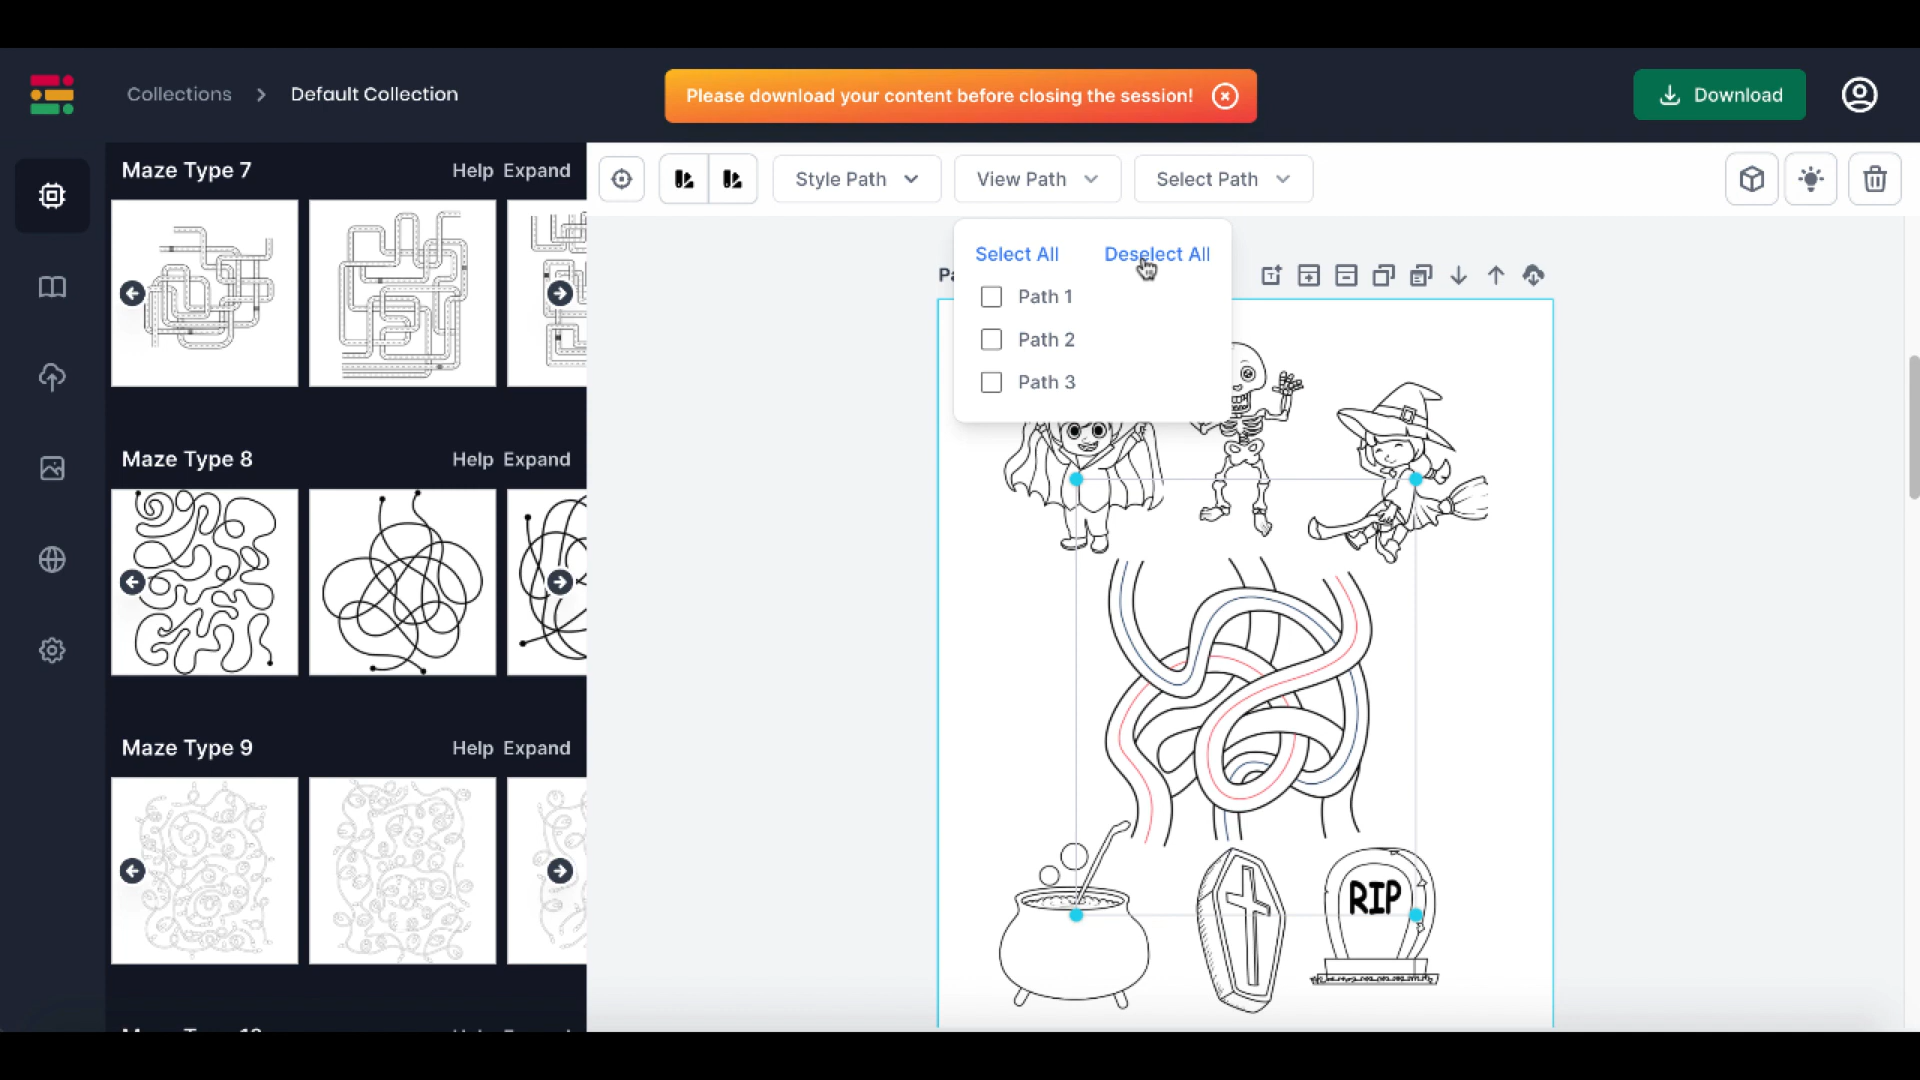 Collections > Default Collection
Please download your content before closing the session!
Download
Maze Type 7 Help Expand
Style Path
View Path
Select Path
Select All Deselect All
Path 1
Path 2
Path 3
Maze Type 8 Help Expand
Maze Type 9 Help Expand
RIP